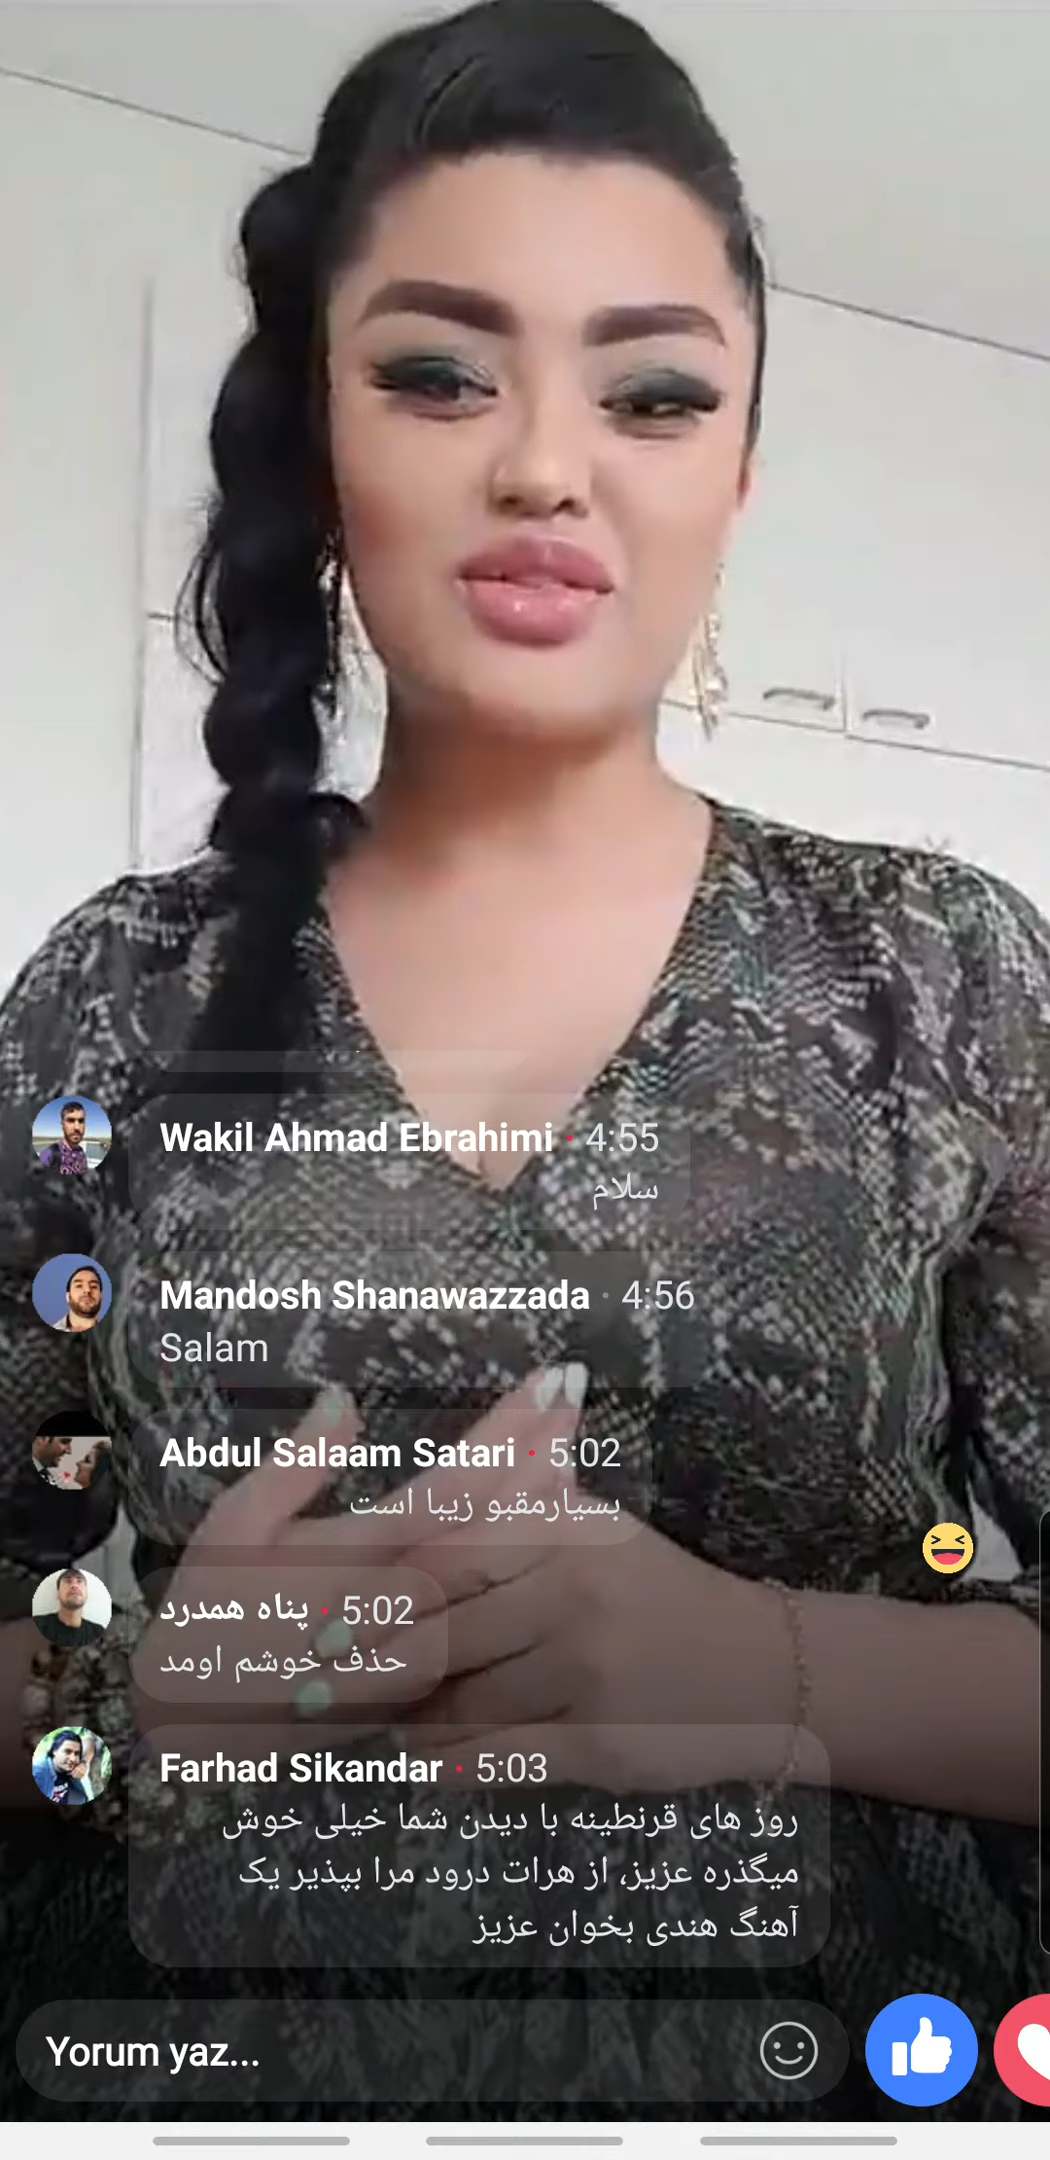 Wakil Ahmad Ebrahimi · 4:55
سلام
Mandosh Shanawazzada · 4:56
Salam
Abdul Salaam Satari · 5:02
بسیارمقبو زیبا است
پناه همدرد · 5:02
حذف خوشم اومد
Farhad Sikandar · 5:03
روز های قرنطینه با دیدن شما خیلی خوش
میگذره عزیز، از هرات درود مرا بپذیر یک
آهنگ هندی بخوان عزیز
Yorum yaz...